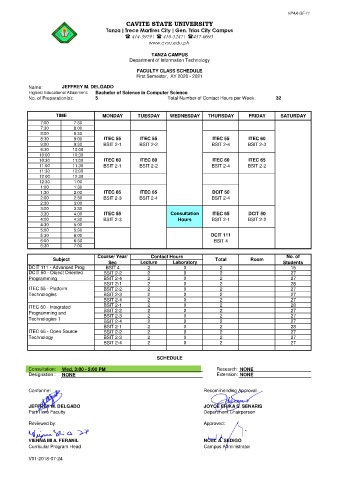 VPAA-QF-11
CAVITE STATE UNIVERSITY
Tanza | Trece Martires City | Gen. Trias City Campus
www.cvsu.edu.ph
TANZA CAMPUS
Department of Information Technology
FACULTY CLASS SCHEDULE
First Semester, AY 2020 - 2021
Name: JEFFREY M. DELGADO
Highest Educational Attainment: Bachelor of Science in Computer Science
No. of Preparation/s: 5 Total Number of Contact Hours per Week 32
TIME MONDAY TUESDAY WEDNESDAY THURSDAY FRIDAY SATURDAY
7:00 7:30
7:30 8:00
8:00 8:30
8:30 9:00 ITEC 55 ITEC 55 ITEC 55 ITEC 60
9:00 9:30 BSIT 2-1 BSIT 2-2 BSIT 2-4 BSIT 2-3
9:30 10:00
10:00 10:30
10:30 11:00 ITEC 60 ITEC 60 ITEC 60 ITEC 65
11:00 11:30 BSIT 2-1 BSIT 2-2 BSIT 2-4 BSIT 2-2
11:30 12:00
12:00 12:30
12:30 1:00
1:00 1:30
1:30 2:00 ITEC 65 ITEC 65 DCIT 50
2:00 2:30 BSIT 2-3 BSIT 2-4 BSIT 2-4
2:30 3:00
3:00 3:30
3:30 4:00 ITEC 55 Consultation ITEC 65 DCIT 50
4:00 4:30 BSIT 2-3 Hours BSIT 2-1 BSIT 2-2
4:30 5:00
5:00 5:30
5:30 6:00 DCIT 111
6:00 6:30 BSIT 4
6:30 7:00
Subject Course/ Year/ Sec Contact Hours Total Room No. of Students
Lecture Laboratory
DCIT 111 - Advanced Prog BSIT 4 2 0 2 15
DCIT 50 - Object Oriented BSIT 2-2 2 0 2 27
Programming BSIT 2-4 2 0 2 27
BSIT 2-1 2 0 2 28
ITEC 55 - Platform BSIT 2-2 2 0 2 27
Technologies BSIT 2-3 2 0 2 27
BSIT 2-4 2 0 2 27
BSIT 2-1 2 0 2 28
ITEC 60 - Integrated BSIT 2-2 2 0 2 27
Programming and BSIT 2-3 2 0 2 27
Technologies 1 BSIT 2-4 2 0 2 27
BSIT 2-1 2 0 2 28
ITEC 65 - Open Source BSIT 2-2 2 0 2 27
Technology BSIT 2-3 2 0 2 27
BSIT 2-4 2 0 2 27
SCHEDULE
Consultation: Wed, 3:00 - 5:00 PM Research: NONE
Designation: NONE Extension: NONE
Conforme: Recommending Approval:
JEFFREY M. DELGADO JOYCE ERIKA S. SENARIS
Part-time Faculty Department Chairperson
Reviewed by: Approved:
VIENNA MI A. FERANIL NOEL A. SEDIGO
Curricular Program Head Campus Administrator
V01-2018-07-24